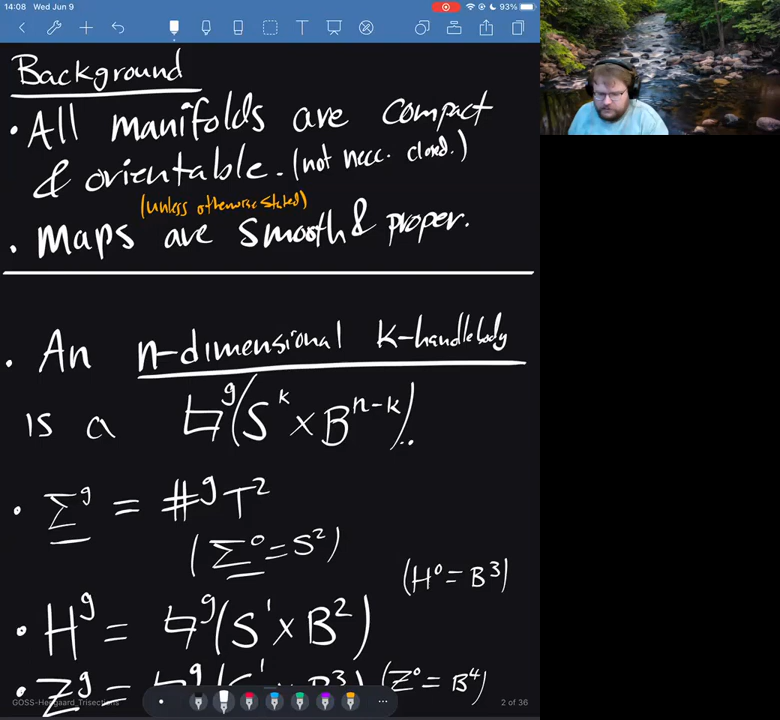 14:08 Wed Jun 9
93%
Background
• All manifolds are compact
& orientable. (not necc. closed.)
(unless otherwise stated)
• Maps are smooth & proper.
• An n-dimensional k-handlebody
is a ♮^g(S^k × B^{n-k}).
• Σ^g = #^g T^2
(Σ^0 = S^2)
(H^0 = B^3)
• H^g = ♮^g(S^1 × B^2)
• Z^g = ♮^g(S^1 × B^3) (Z^0 = B^4)
GOSS-Heegaard_Trisections
2 of 36